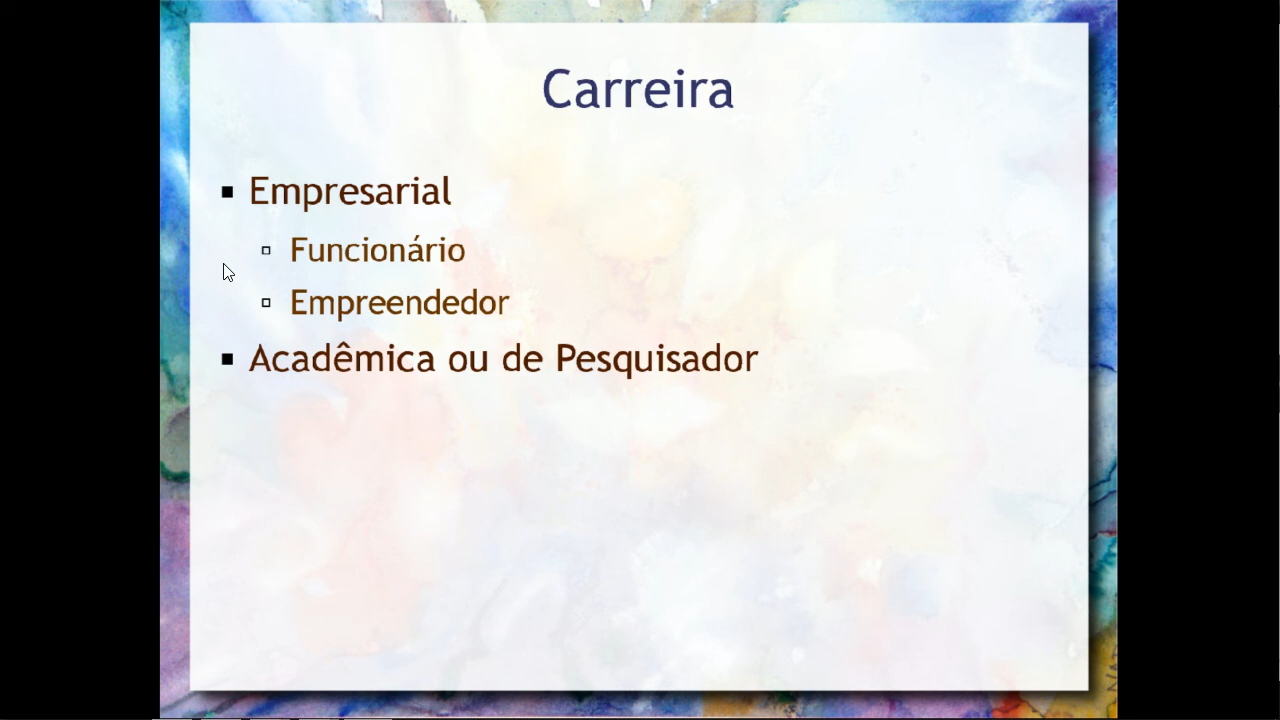 Carreira
Empresarial
Funcionário
Empreendedor
Acadêmica ou de Pesquisador